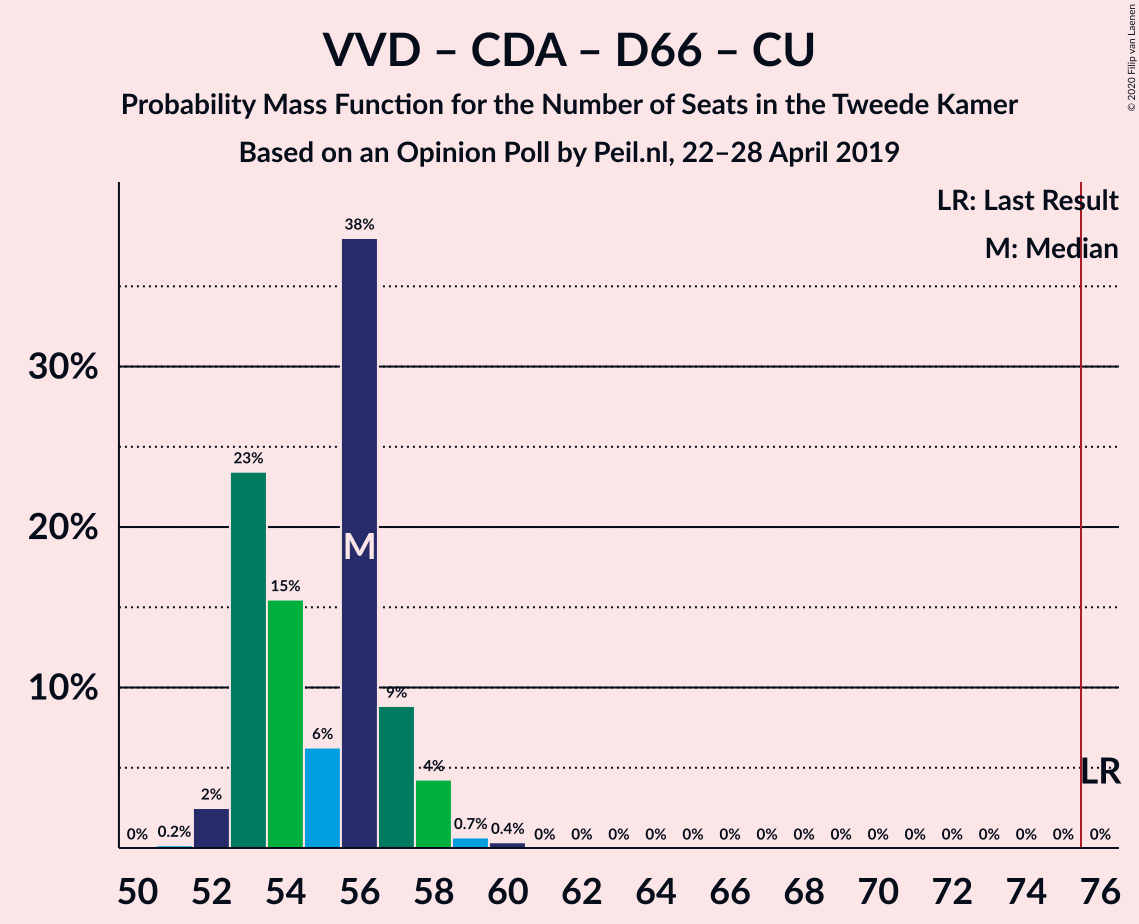 VVD – CDA – D66 – CU
Probability Mass Function for the Number of Seats in the Tweede Kamer
Based on an Opinion Poll by Peil.nl, 22–28 April 2019
© 2020 Filip van Laenen
LR: Last Result
M: Median
38%
30%
23%
M
20%
15%
10%
9%
6%
4%
LR
2%
0% 0.2% 0.7% 0.4% 0% 0% 0% 0% 0% 0% 0% 0% 0% 0% 0% 0% 0% 0% 0% 0%
50 52 54 56 58 60 62 64 66 68 70 72 74 76